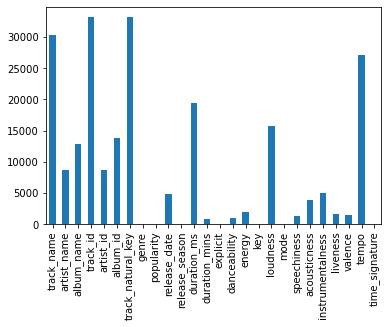 30000
25000
20000
15000
10000
5000
0
track_name
artist_name
album_name
track_id
artist_id
album_id
track_natural_key
genre
popularity
release_date
release_season
duration_ms
duration_mins
explicit
danceability
energy
key
loudness
mode
speechiness
acousticness
instrumentalness
liveness
valence
tempo
time_signature